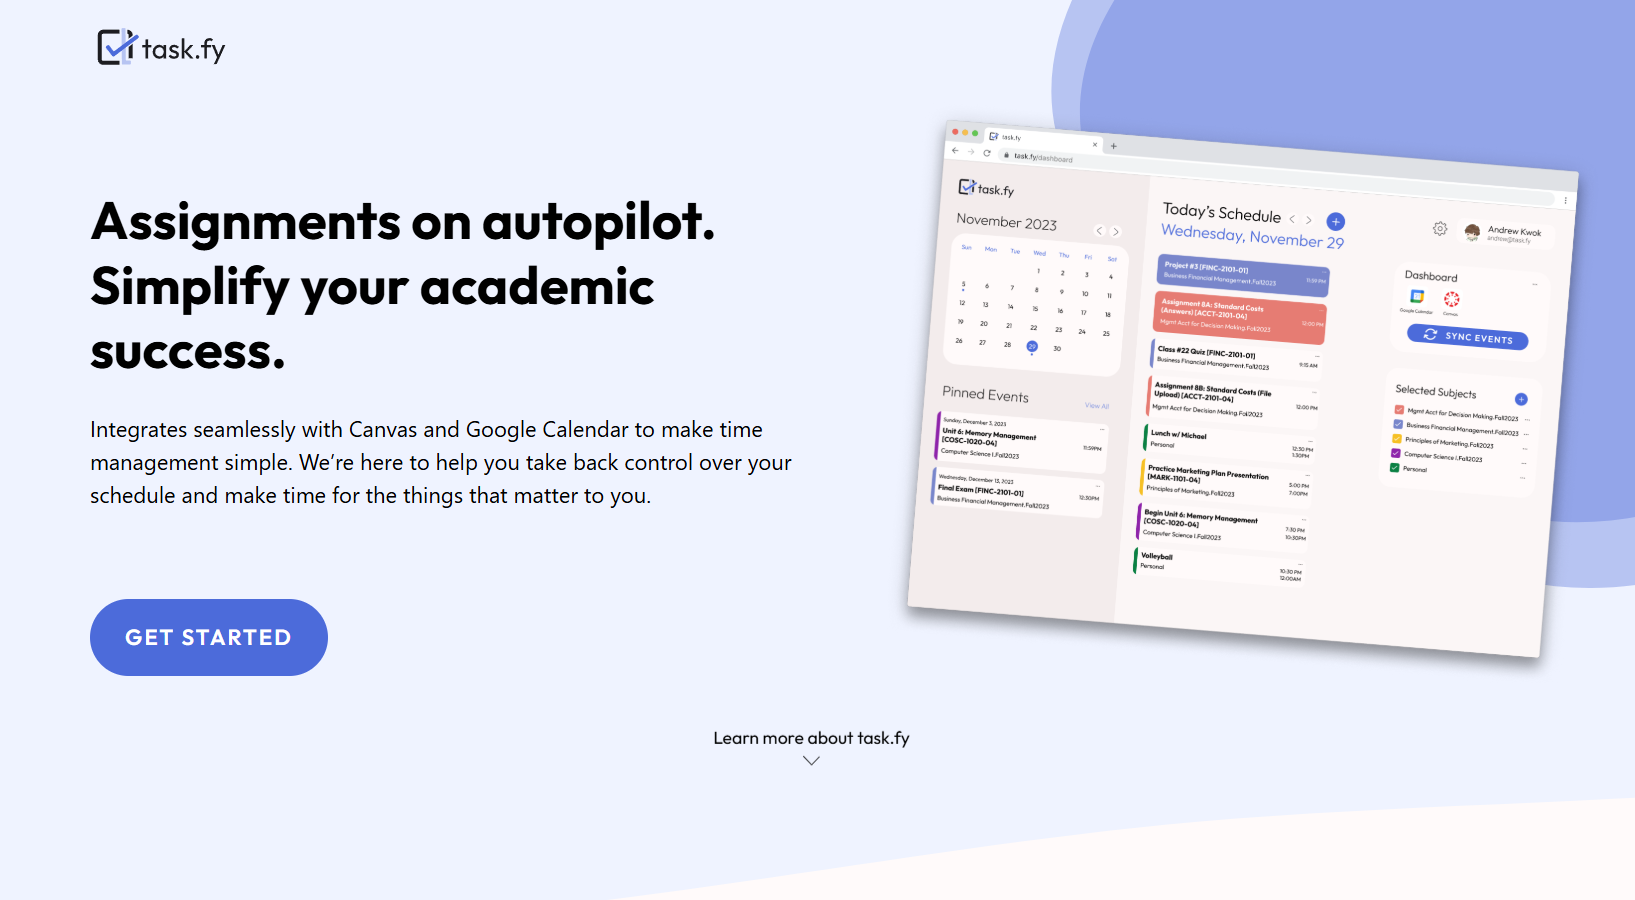 task.fy
Assignments on autopilot.
Simplify your academic
success.
Integrates seamlessly with Canvas and Google Calendar to make time
management simple. We’re here to help you take back control over your
schedule and make time for the things that matter to you.
GET STARTED
Learn more about task.fy
task.fy
task.fy/dashboard
task.fy
November 2023
Sun Mon Tue Wed Thu Fri Sat
1 2 3 4
5 6 7 8 9 10 11
12 13 14 15 16 17 18
19 20 21 22 23 24 25
26 27 28 29 30
Pinned Events
View All
Sunday, December 3, 2023
Unit 6: Memory Management
[COSC-1020-04]
11:59PM
Computer Science I.Fall2023
Wednesday, December 13, 2023
Final Exam [FINC-2101-01]
12:30PM
Business Financial Management.Fall2023
Today’s Schedule
Wednesday, November 29
Project #3 [FINC-2101-01]
Business Financial Management.Fall2023
11:59 PM
Assignment 8A: Standard Costs
(Answers) [ACCT-2101-04]
12:00 PM
Mgmt Acct for Decision Making.Fall2023
Class #22 Quiz [FINC-2101-01]
Business Financial Management.Fall2023
9:15 AM
Assignment 8B: Standard Costs (File
Upload) [ACCT-2101-04]
12:00 PM
Mgmt Acct for Decision Making.Fall2023
Lunch w/ Michael
Personal
12:30 PM
1:30PM
Practice Marketing Plan Presentation
[MARK-1101-04]
Principles of Marketing.Fall2023
5:00 PM
7:00PM
Begin Unit 6: Memory Management
[COSC-1020-04]
Computer Science I.Fall2023
7:30 PM
10:30PM
Volleyball
Personal
10:30 PM
12:00AM
Andrew Kwok
andrew@task.fy
Dashboard
Google Calendar
Canvas
SYNC EVENTS
Selected Subjects
Mgmt Acct for Decision Making.Fall2023
Business Financial Management.Fall2023
Principles of Marketing.Fall2023
Computer Science I.Fall2023
Personal